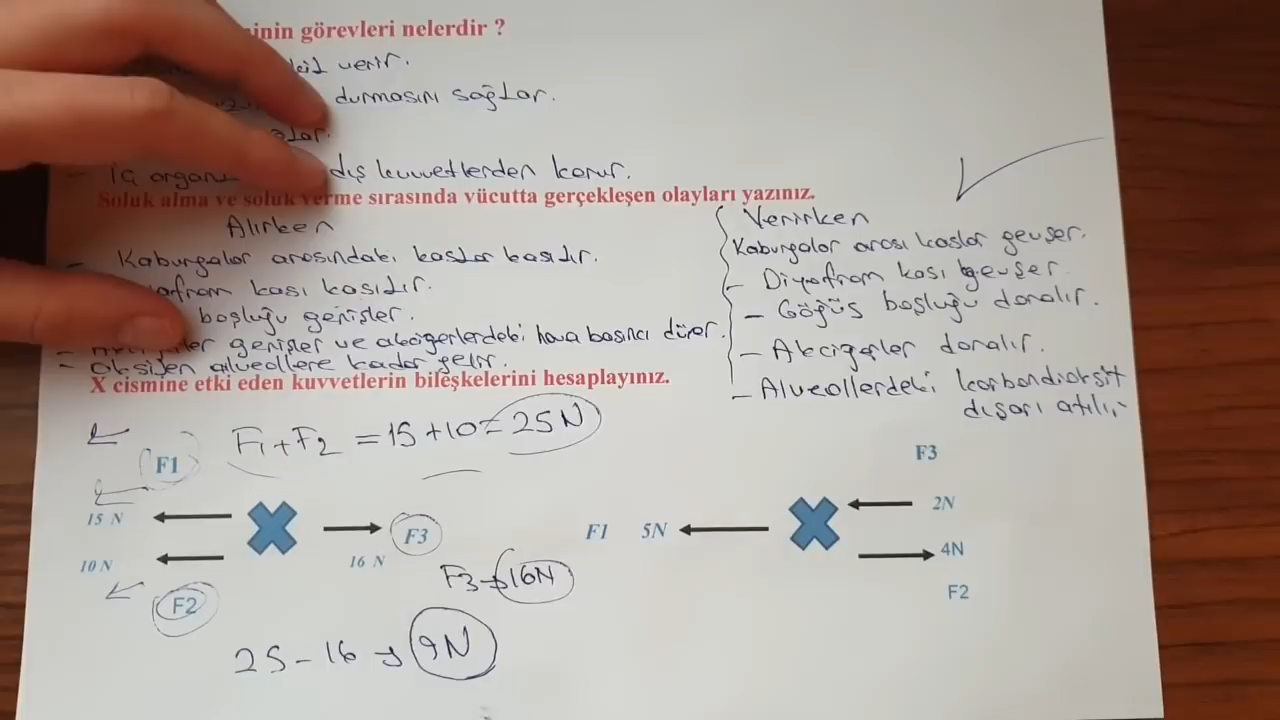 görevleri nelerdir ?
verir.
durmasını sağlar.
dış kuvvetlerden korur.
Soluk alma ve soluk verme sırasında vücutta gerçekleşen olayları yazınız.
Alırken
- Kaburgalar arasındaki kaslar kasılır.
kası kasılır.
boşluğu genişler.
genişler ve akciğerlerdeki hava basıncı düşer.
- Oksijen alveollere kadar gelir.
Verirken
Kaburgalar arası kaslar gevşer.
- Diyafram kası gevşer.
- Göğüs boşluğu daralır.
- Akciğerler daralır.
- Alveollerdeki karbondioksit
dışarı atılır
X cismine etki eden kuvvetlerin bileşkelerini hesaplayınız.
F1+F2 = 15+10 = 25N
F1
15 N
10 N
F2
F3
16 N
F3 → 16N
25 - 16 → 9N
F3
2N
F1 5N
4N
F2